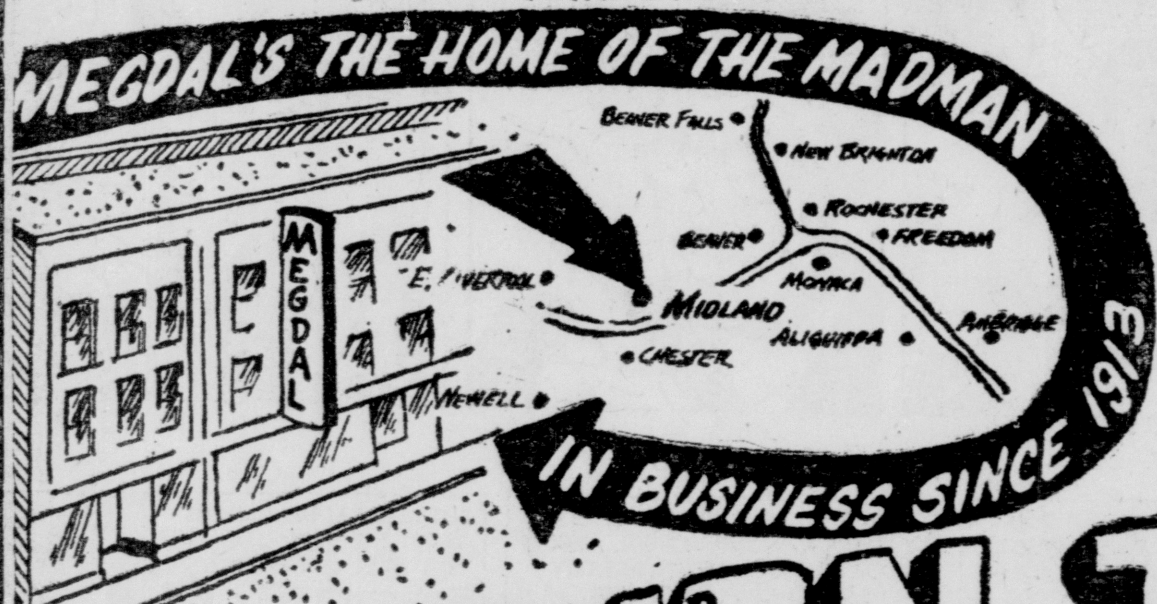 MEGDAL'S THE HOME OF THE MADMAN
BEAVER FALLS
NEW BRIGHTON
ROCHESTER
BEAVER
FREEDOM
MEGDAL
E. LIVERPOOL
MONACA
MIDLAND
ALIQUIPPA
AMBRIDGE
CHESTER
NEWELL
IN BUSINESS SINCE 1913